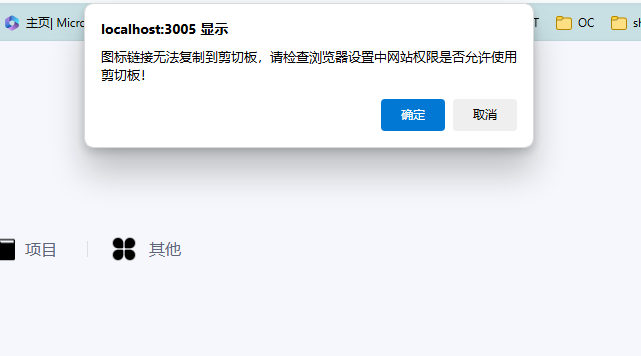 主页| Micro
localhost:3005 显示
T
OC
sh
图标链接无法复制到剪切板，请检查浏览器设置中网站权限是否允许使用
剪切板！
确定
取消
项目
其他